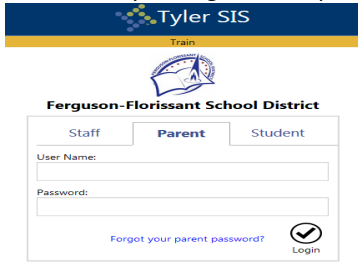 Tyler SIS
Train
Ferguson-Florissant School District
Staff Parent Student
User Name:
Password:
Forgot your parent password?
Login